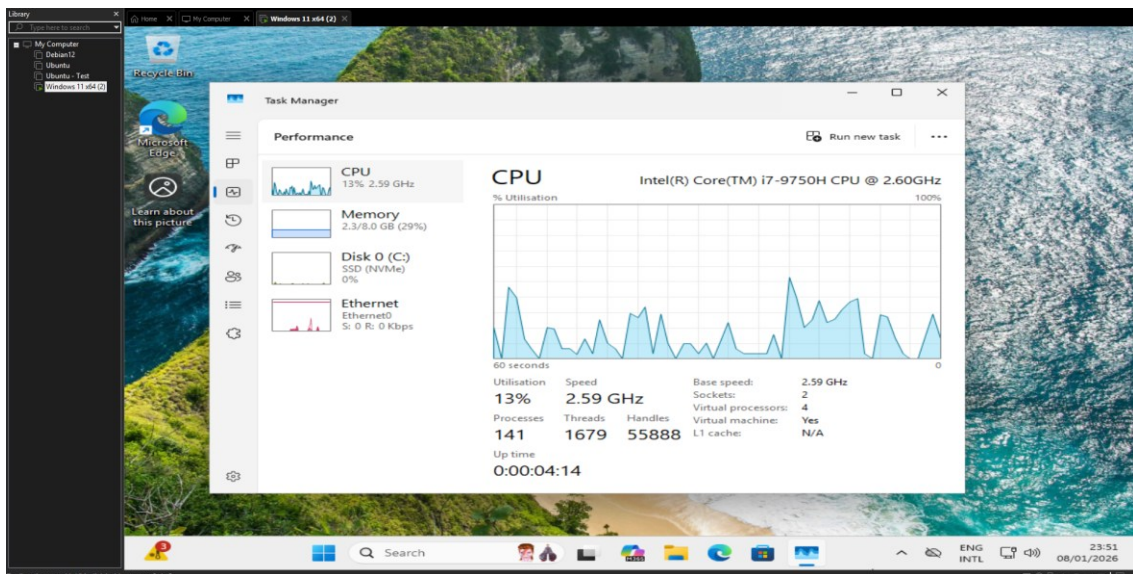 Library
Type here to search
My Computer
Debian12
Ubuntu
Ubuntu - Test
Windows 11 x64 (2)
Home
My Computer
Windows 11 x64 (2)
Recycle Bin
Microsoft
Edge
Learn about
this picture
Task Manager
Performance
Run new task
CPU
13% 2.59 GHz
Memory
2.3/8.0 GB (29%)
Disk 0 (C:)
SSD (NVMe)
0%
Ethernet
Ethernet0
S: 0 R: 0 Kbps
CPU
Intel(R) Core(TM) i7-9750H CPU @ 2.60GHz
% Utilisation 100%
60 seconds 0
Utilisation Speed
13% 2.59 GHz
Processes Threads Handles
141 1679 55888
Up time
0:00:04:14
Base speed: 2.59 GHz
Sockets: 2
Virtual processors: 4
Virtual machine: Yes
L1 cache: N/A
3
Search
M365
ENG
INTL
23:51
08/01/2026